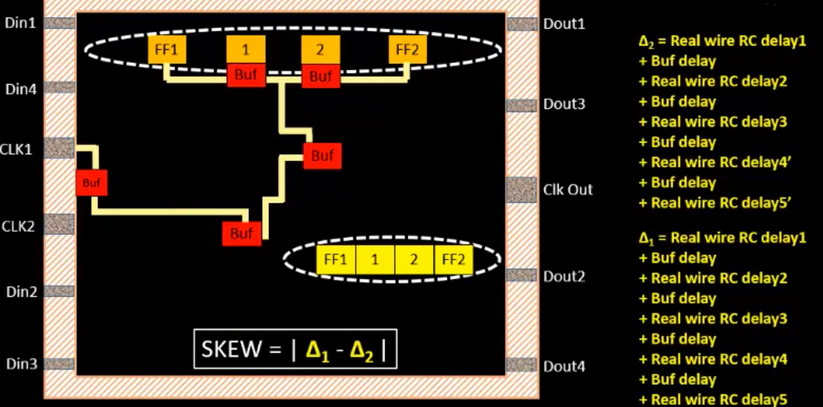 Din1
Din4
CLK1
CLK2
Din2
Din3
FF1
1
2
FF2
Buf
Buf
Buf
Buf
Buf
FF1 1 2 FF2
SKEW = | Δ₁ - Δ₂ |
Dout1
Dout3
Clk Out
Dout2
Dout4
Δ₂ = Real wire RC delay1
+ Buf delay
+ Real wire RC delay2
+ Buf delay
+ Real wire RC delay3
+ Buf delay
+ Real wire RC delay4’
+ Buf delay
+ Real wire RC delay5’
Δ₁ = Real wire RC delay1
+ Buf delay
+ Real wire RC delay2
+ Buf delay
+ Real wire RC delay3
+ Buf delay
+ Real wire RC delay4
+ Buf delay
+ Real wire RC delay5